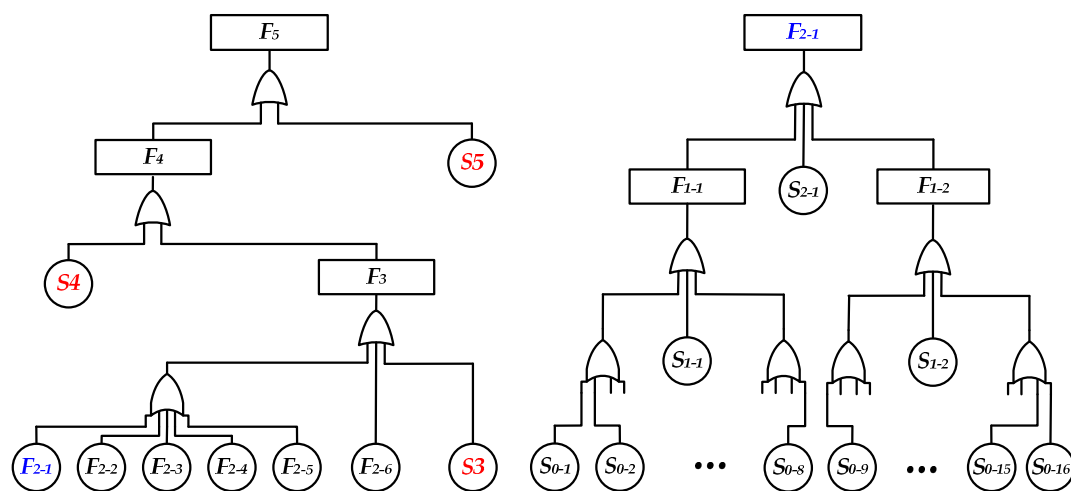 F5
F2-1
F4
S5
F1-1
S2-1
F1-2
S4
F3
S1-1
S1-2
F2-1
F2-2
F2-3
F2-4
F2-5
F2-6
S3
S0-1
S0-2
...
S0-8
S0-9
...
S0-15
S0-16